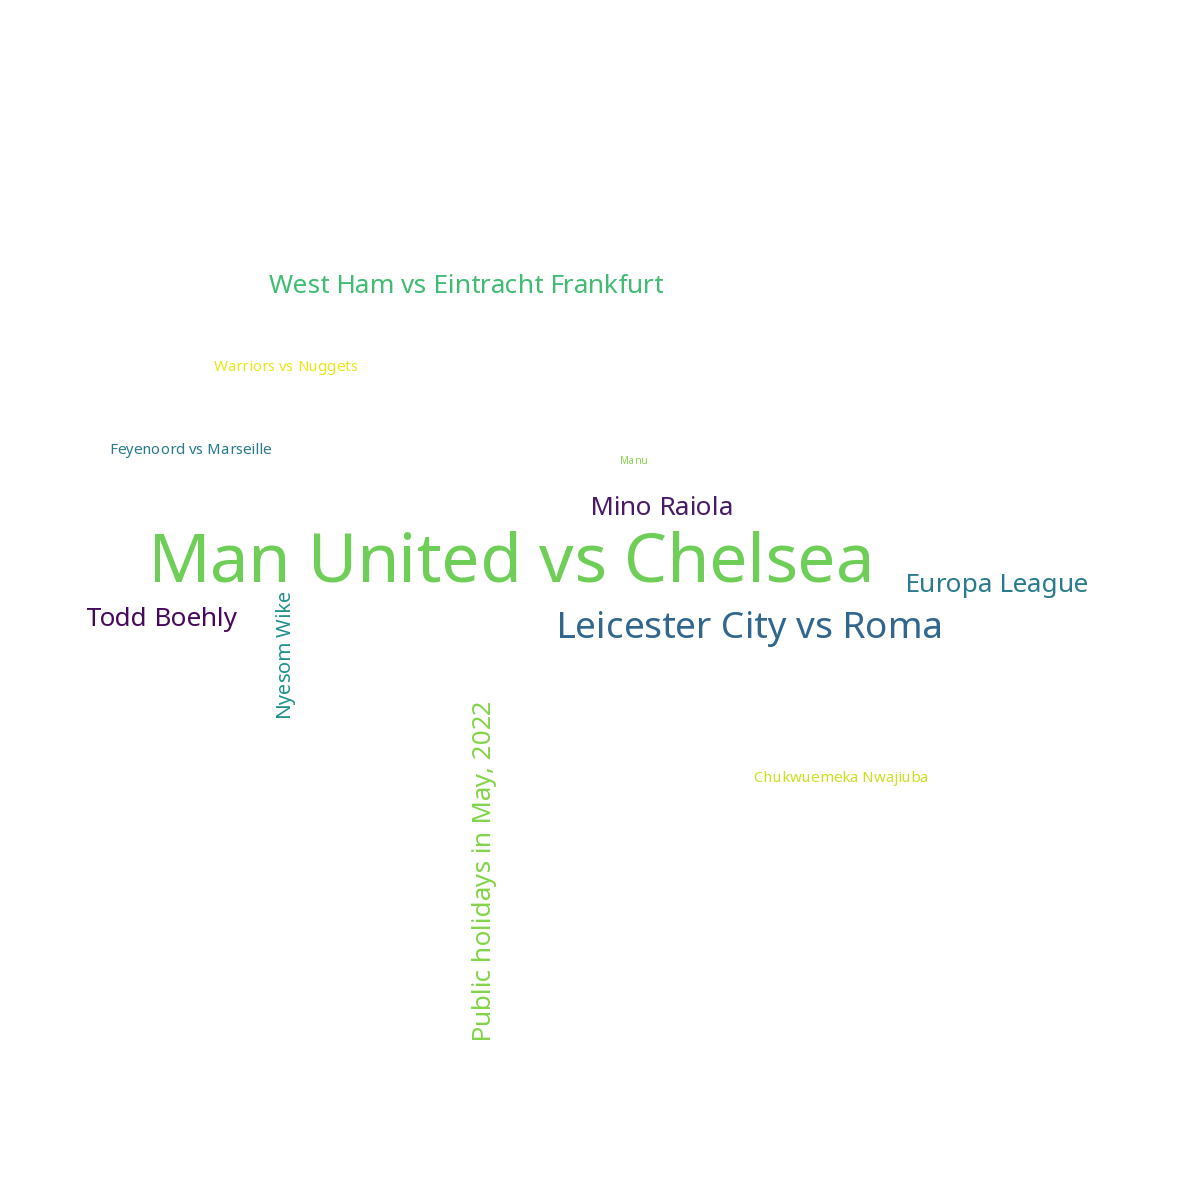 West Ham vs Eintracht Frankfurt
Warriors vs Nuggets
Feyenoord vs Marseille
Manu
Mino Raiola
Man United vs Chelsea
Europa League
Todd Boehly
Nyesom Wike
Leicester City vs Roma
Public holidays in May, 2022
Chukwuemeka Nwajiuba